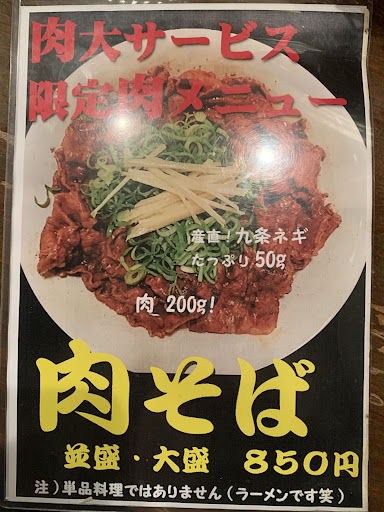 肉大サービス
限定肉メニュー
産直！九条ネギ
たっぷり50g
肉 200g!
肉そば
並盛・大盛 850円
注）単品料理ではありません（ラーメンです笑）